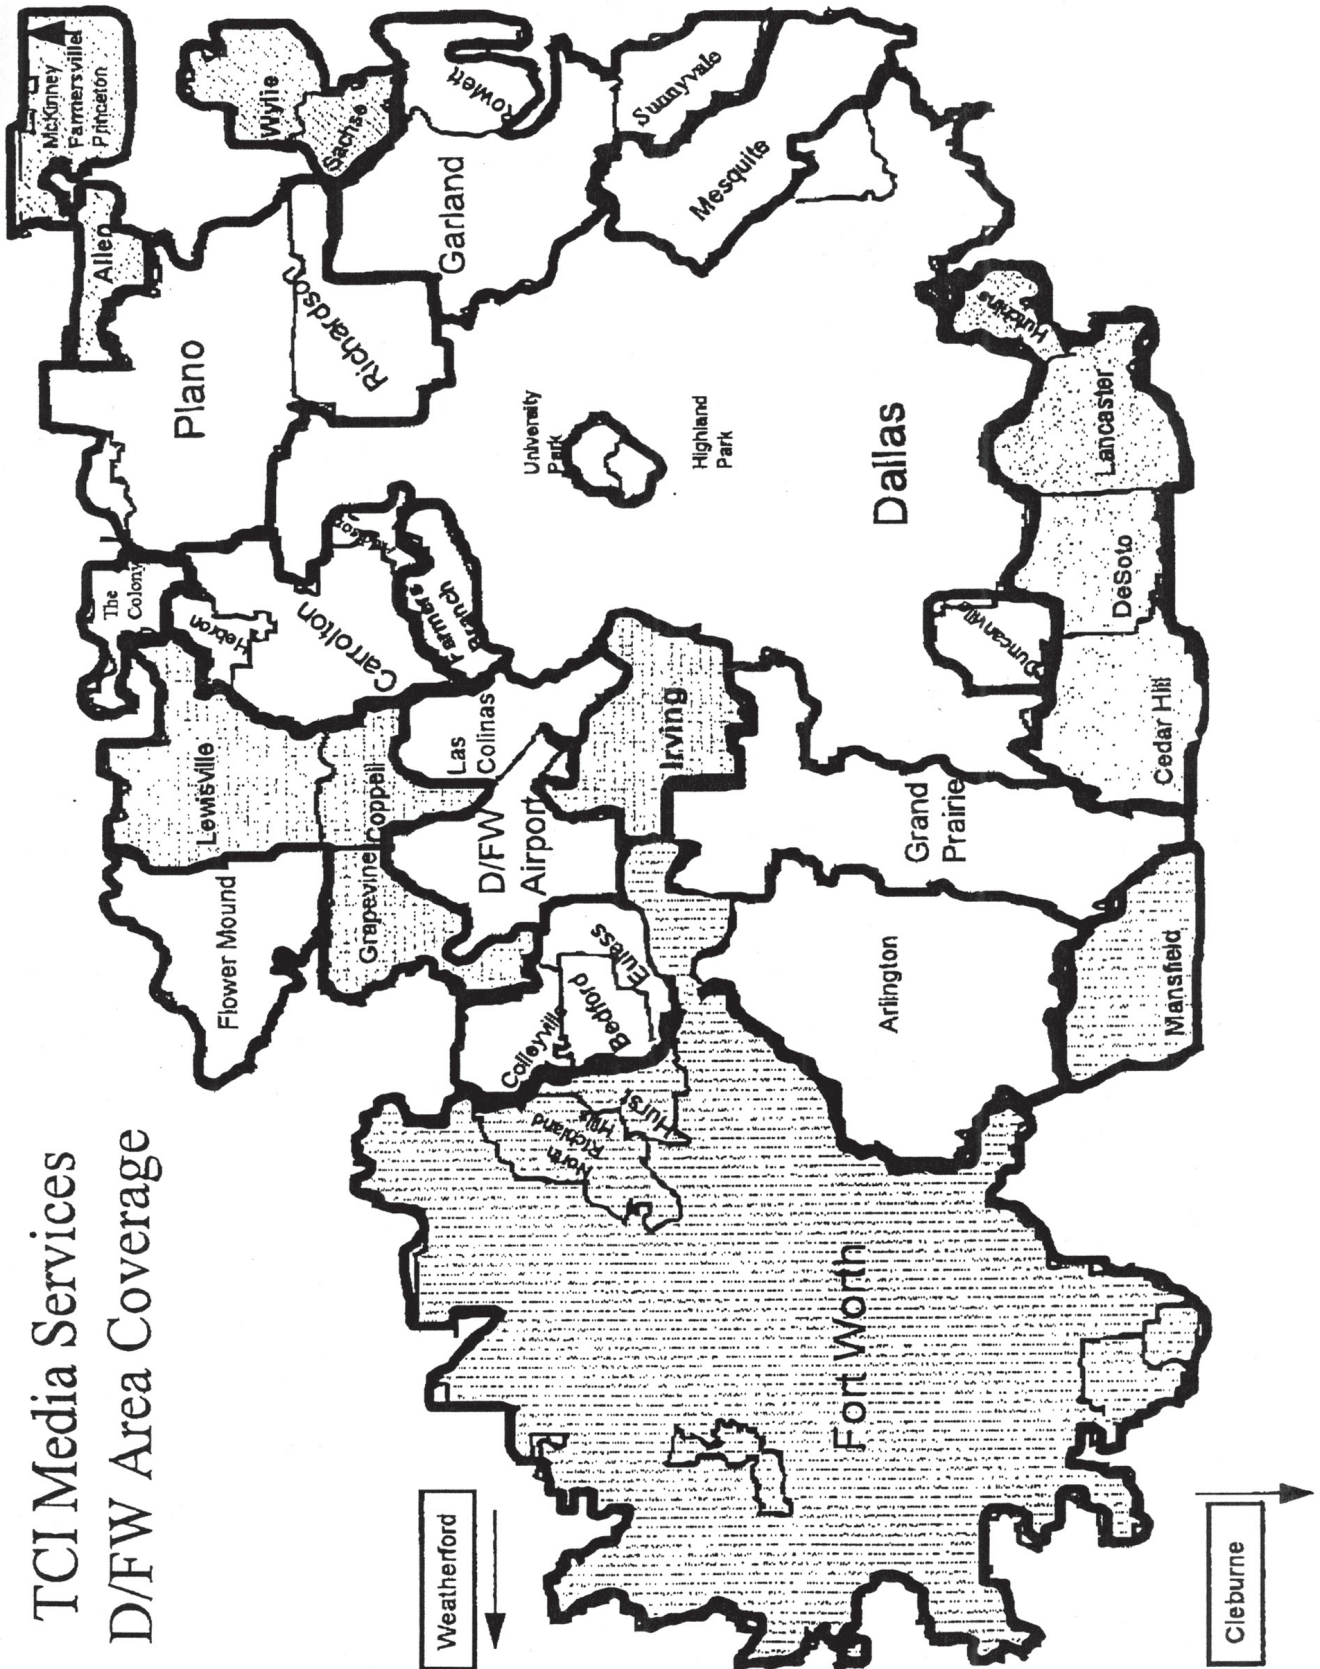 TCI Media Services
D/FW Area Coverage
McKinney
Farmersville
Princeton
Allen
Wylie
Sachse
Rowlett
Plano
Richardson
Garland
Sunnyvale
Mesquite
The
Colony
Hebron
Carrolton
Addison
Farmers
Branch
University
Park
Highland
Park
Dallas
Hutchins
Lancaster
DeSoto
Duncanville
Cedar Hill
Lewisville
Flower Mound
Coppell
Grapevine
Las
Colinas
D/FW
Airport
Irving
Grand
Prairie
Euless
Bedford
Colleyville
Hurst
North
Richland
Hills
Arlington
Mansfield
Fort Worth
Weatherford
Cleburne